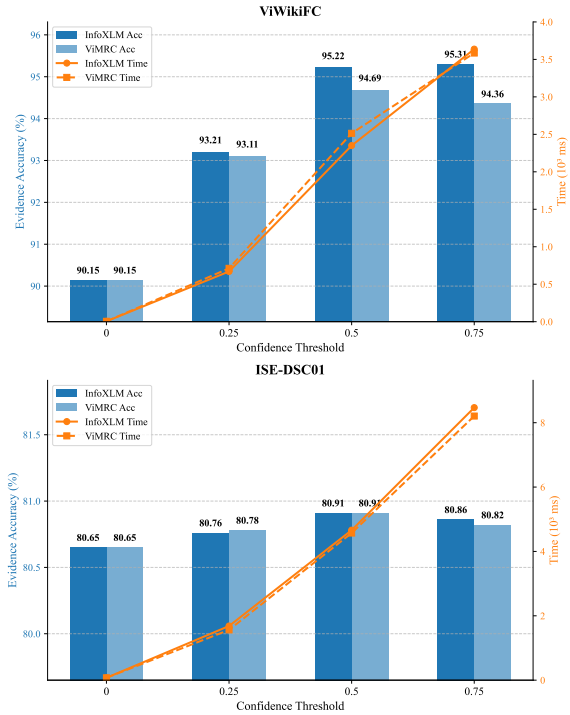 ViWikiFC
InfoXLM Acc
ViMRC Acc
InfoXLM Time
ViMRC Time
96
95
94
93
92
91
90
Evidence Accuracy (%)
90.15 90.15
93.21 93.11
95.22 94.69
95.31 94.36
4.0
3.5
3.0
2.5
2.0
1.5
1.0
0.5
0.0
Time (10³ ms)
0 0.25 0.5 0.75
Confidence Threshold
ISE-DSC01
InfoXLM Acc
ViMRC Acc
InfoXLM Time
ViMRC Time
81.5
81.0
80.5
80.0
Evidence Accuracy (%)
80.65 80.65
80.76 80.78
80.91 80.91
80.86 80.82
8
6
4
2
0
Time (10³ ms)
0 0.25 0.5 0.75
Confidence Threshold